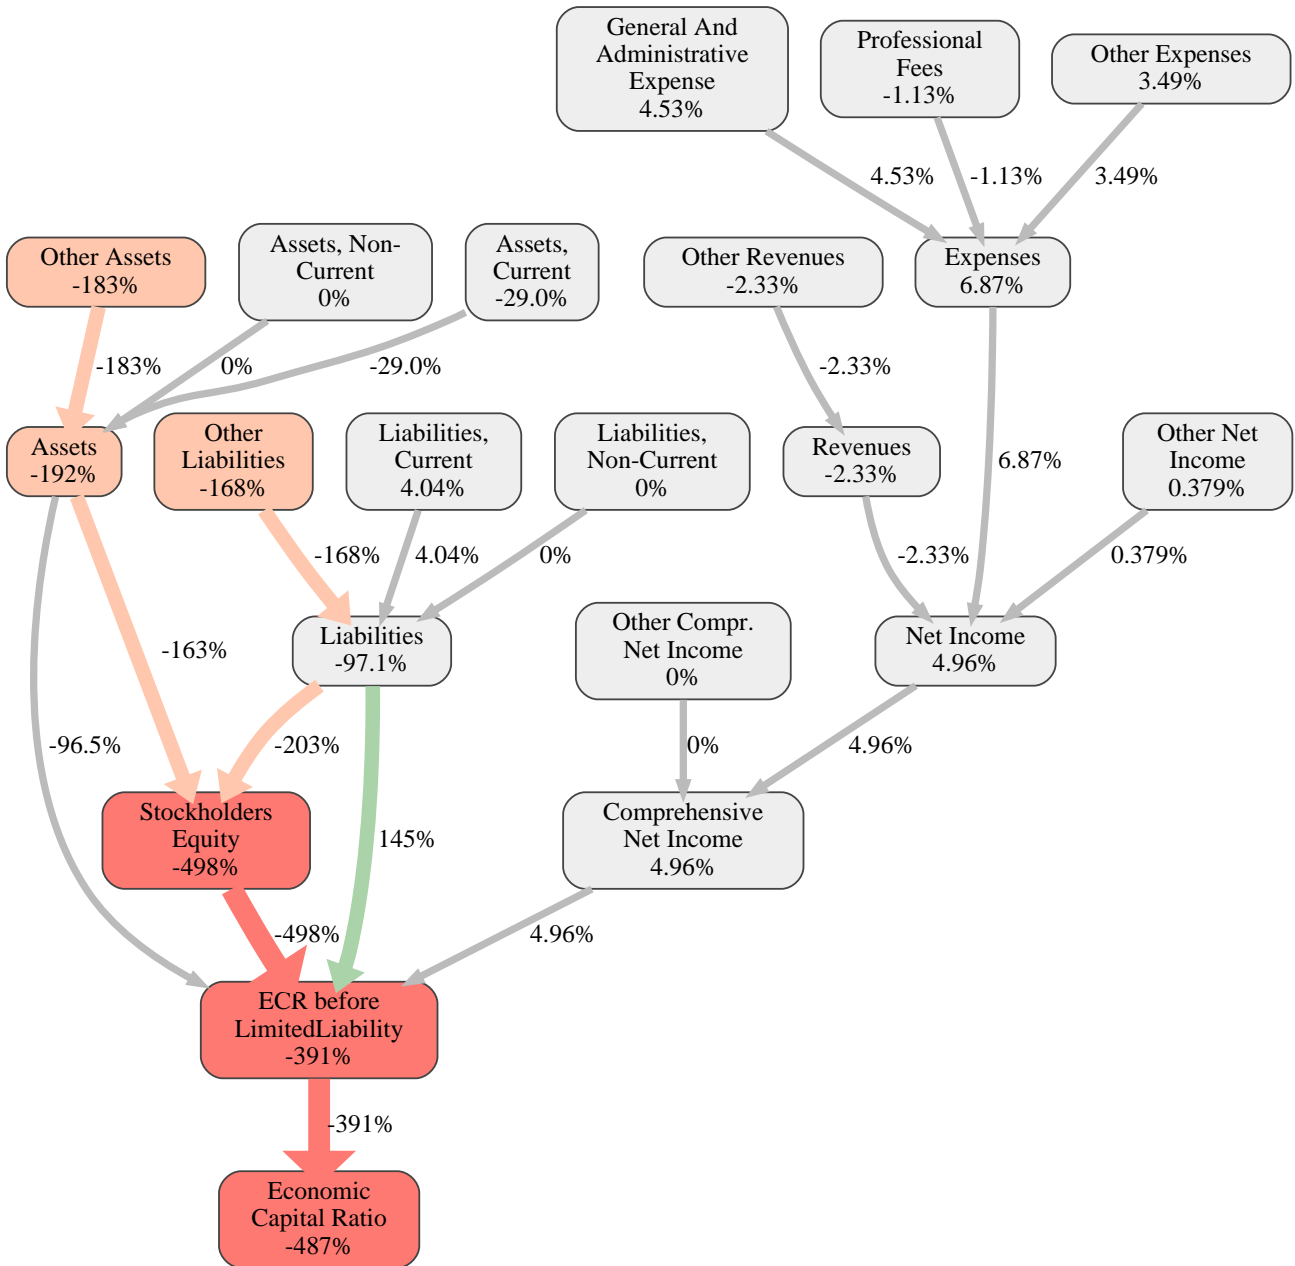 General And
Administrative
Expense
4.53%
Professional
Fees
-1.13%
Other Expenses
3.49%
4.53%
-1.13%
3.49%
Other Assets
-183%
Assets, Non-
Current
0%
Assets,
Current
-29.0%
Other Revenues
-2.33%
Expenses
6.87%
-183%
0%
-29.0%
-2.33%
Assets
-192%
Other
Liabilities
-168%
Liabilities,
Current
4.04%
Liabilities,
Non-Current
0%
Revenues
-2.33%
6.87%
Other Net
Income
0.379%
-168%
4.04%
0%
-2.33%
0.379%
-163%
Liabilities
-97.1%
Other Compr.
Net Income
0%
Net Income
4.96%
-96.5%
-203%
0%
4.96%
Stockholders
Equity
-498%
145%
Comprehensive
Net Income
4.96%
-498%
4.96%
ECR before
LimitedLiability
-391%
-391%
Economic
Capital Ratio
-487%